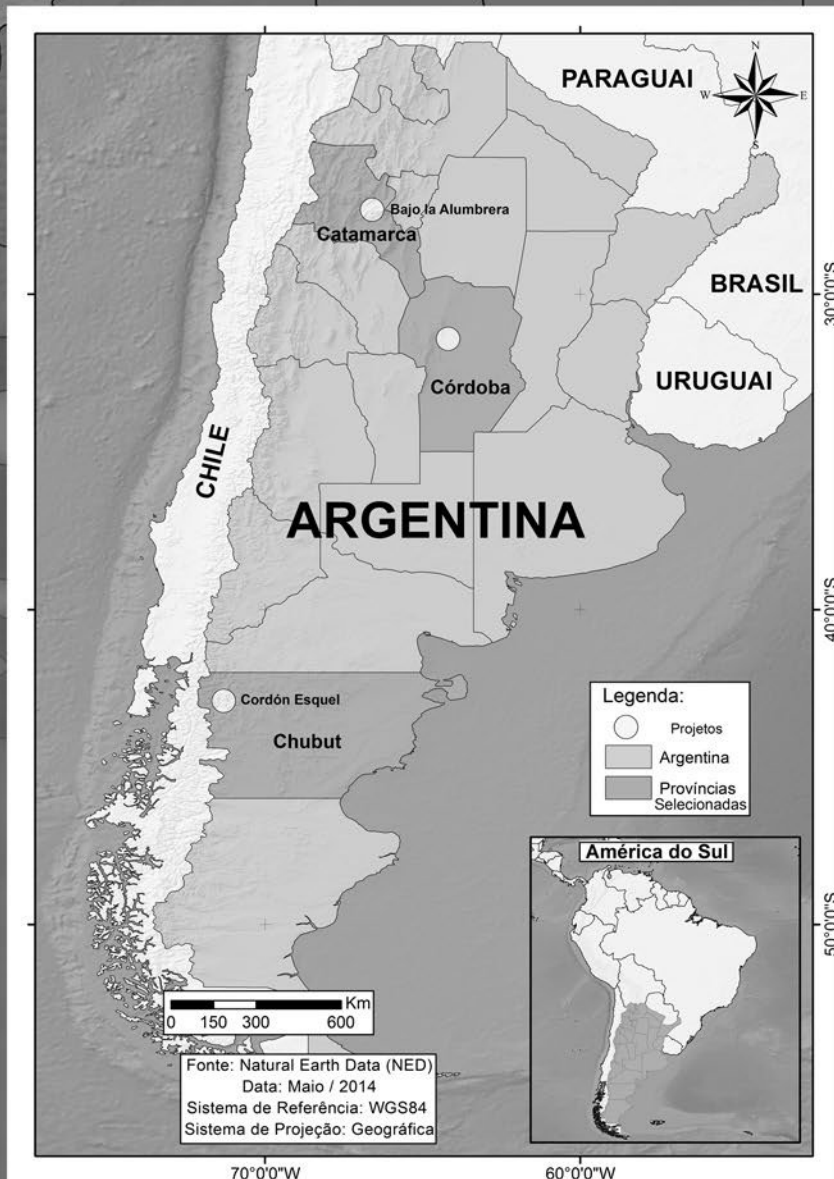 PARAGUAI
N
W E
S
Bajo la Alumbrera
Catamarca
BRASIL
30°0'0"S
Córdoba
URUGUAI
CHILE
ARGENTINA
40°0'0"S
Cordón Esquel
Chubut
Legenda:
Projetos
Argentina
Províncias
Selecionadas
América do Sul
50°0'0"S
Km
0 150 300 600
Fonte: Natural Earth Data (NED)
Data: Maio / 2014
Sistema de Referência: WGS84
Sistema de Projeção: Geográfica
70°0'0"W 60°0'0"W